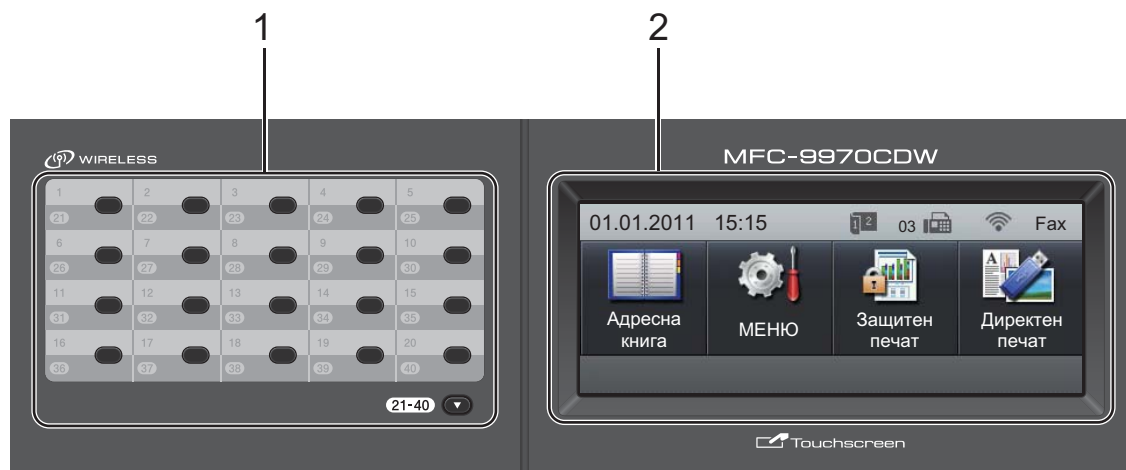 1 2
WIRELESS MFC-9970CDW
1 2 3 4 5
21 22 23 24 25
6 7 8 9 10
26 27 28 29 30
11 12 13 14 15
31 32 33 34 35
16 17 18 19 20
36 37 38 39 40
21-40
01.01.2011 15:15 1 2 03 Fax
Адресна книга
МЕНЮ
Защитен печат
Директен печат
Touchscreen